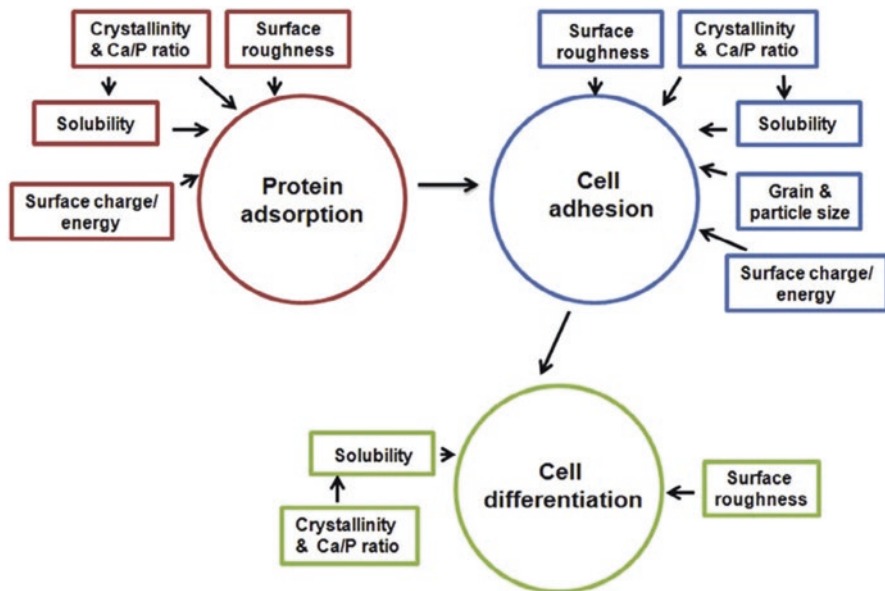 Crystallinity
& Ca/P ratio
Surface
roughness
Solubility
Surface charge/
energy
Protein
adsorption
Surface
roughness
Crystallinity
& Ca/P ratio
Solubility
Grain &
particle size
Surface charge/
energy
Cell
adhesion
Solubility
Crystallinity
& Ca/P ratio
Cell
differentiation
Surface
roughness